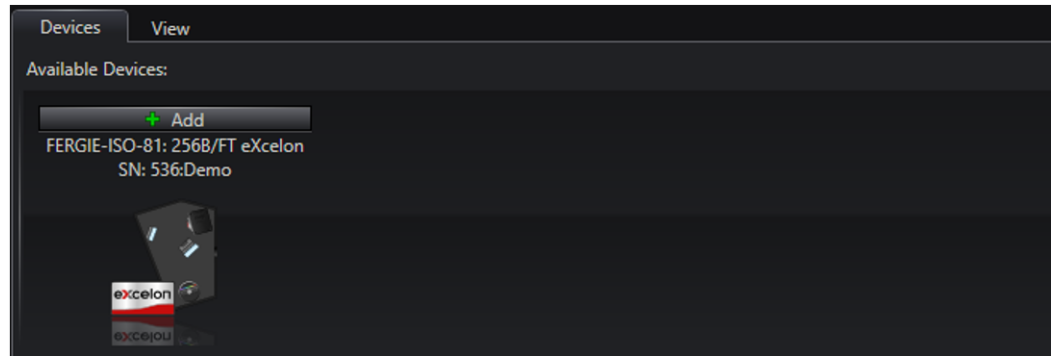 Devices View
Available Devices:
Add
FERGIE-ISO-81: 256B/FT eXcelon
SN: 536:Demo
eXcelon